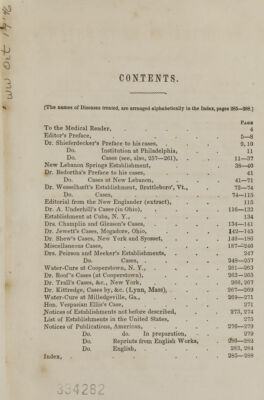 CONTENTS.
[The names of Diseases treated, are arranged alphabetically in the Index, pages 285—288.]
PAGE
To the Medical Reader, 4
Editor's Preface, 5—8
Dr. Shieferdecker's Preface to his cases, 9, 10
Do. Institution at Philadelphia, 11
Do. Cases (see, also, 257—261), 11—37
New Lebanon Springs Establishment, 38—40
Dr. Bedortha's Preface to his cases, 41
Do. Cases at New Lebanon, 41—71
Dr. Wesselhœft's Establishment, Brattleboro', Vt., 72—74
Do. Cases, 74—115
Editorial from the New Englander (extract), 115
Dr. A. Underhill's Cases (in Ohio), 116—132
Establishment at Cuba, N. Y., 134
Drs. Champlin and Gleason's Cases, 134—141
Dr. Jewett's Cases, Mogadore, Ohio, 142—145
Dr. Shew's Cases, New York and Syosset, 146—186
Miscellaneous Cases, 187—246
Drs. Peirson and Meeker's Establishments, 247
Do. Cases, 248—257
Water-Cure at Cooperstown, N. Y., 261—263
Dr. Roof's Cases (at Cooperstown), 263—265
Dr. Trall's Cases, &c., New York, 266, 267
Dr. Kittredge, Cases by, &c. (Lynn, Mass), 267—269
Water-Cure at Milledgeville, Ga., 269—271
Hon. Vespasian Ellis's Case, 271
Notices of Establishments not before described, 273, 274
List of Establishments in the United States, 275
Notices of Publications, American, 276—279
Do. do. In preparation, 279
Do. Reprints from English Works, 280—282
Do. English, 283, 284
Index, 285—288
334282